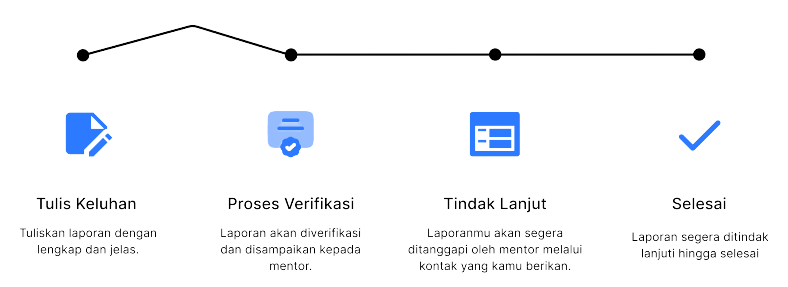 Tulis Keluhan
Tuliskan laporan dengan
lengkap dan jelas.
Proses Verifikasi
Laporan akan diverifikasi
dan disampaikan kepada
mentor.
Tindak Lanjut
Laporanmu akan segera
ditanggapi oleh mentor melalui
kontak yang kamu berikan.
Selesai
Laporan segera ditindak
lanjuti hingga selesai